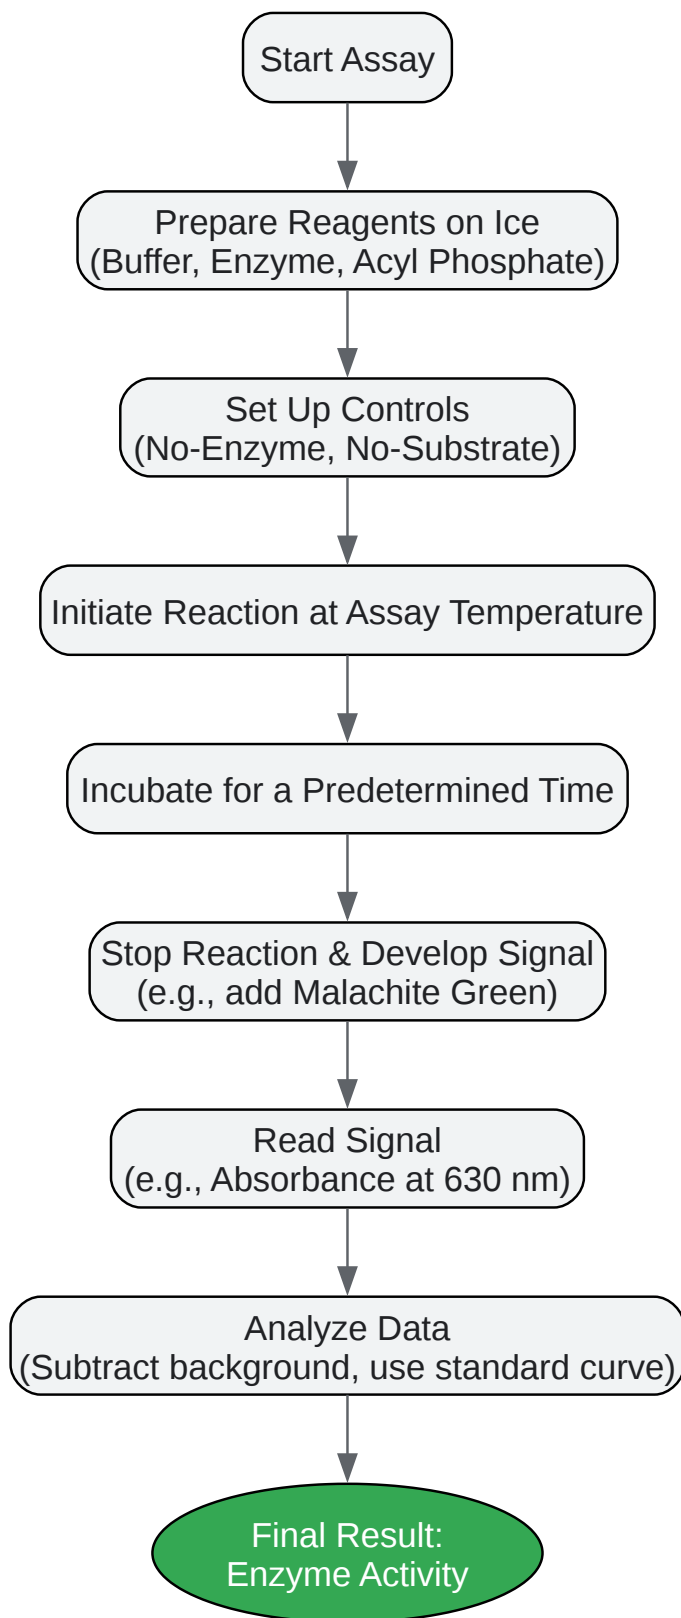 Start Assay
Prepare Reagents on Ice
(Buffer, Enzyme, Acyl Phosphate)
Set Up Controls
(No-Enzyme, No-Substrate)
Initiate Reaction at Assay Temperature
Incubate for a Predetermined Time
Stop Reaction & Develop Signal
(e.g., add Malachite Green)
Read Signal
(e.g., Absorbance at 630 nm)
Analyze Data
(Subtract background, use standard curve)
Final Result:
Enzyme Activity